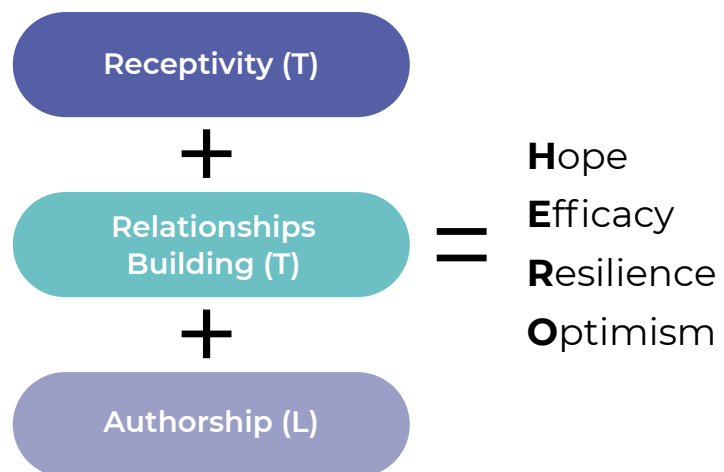 Receptivity (T)
+
Relationships
Building (T)
+
Authorship (L)
=
Hope
Efficacy
Resilience
Optimism